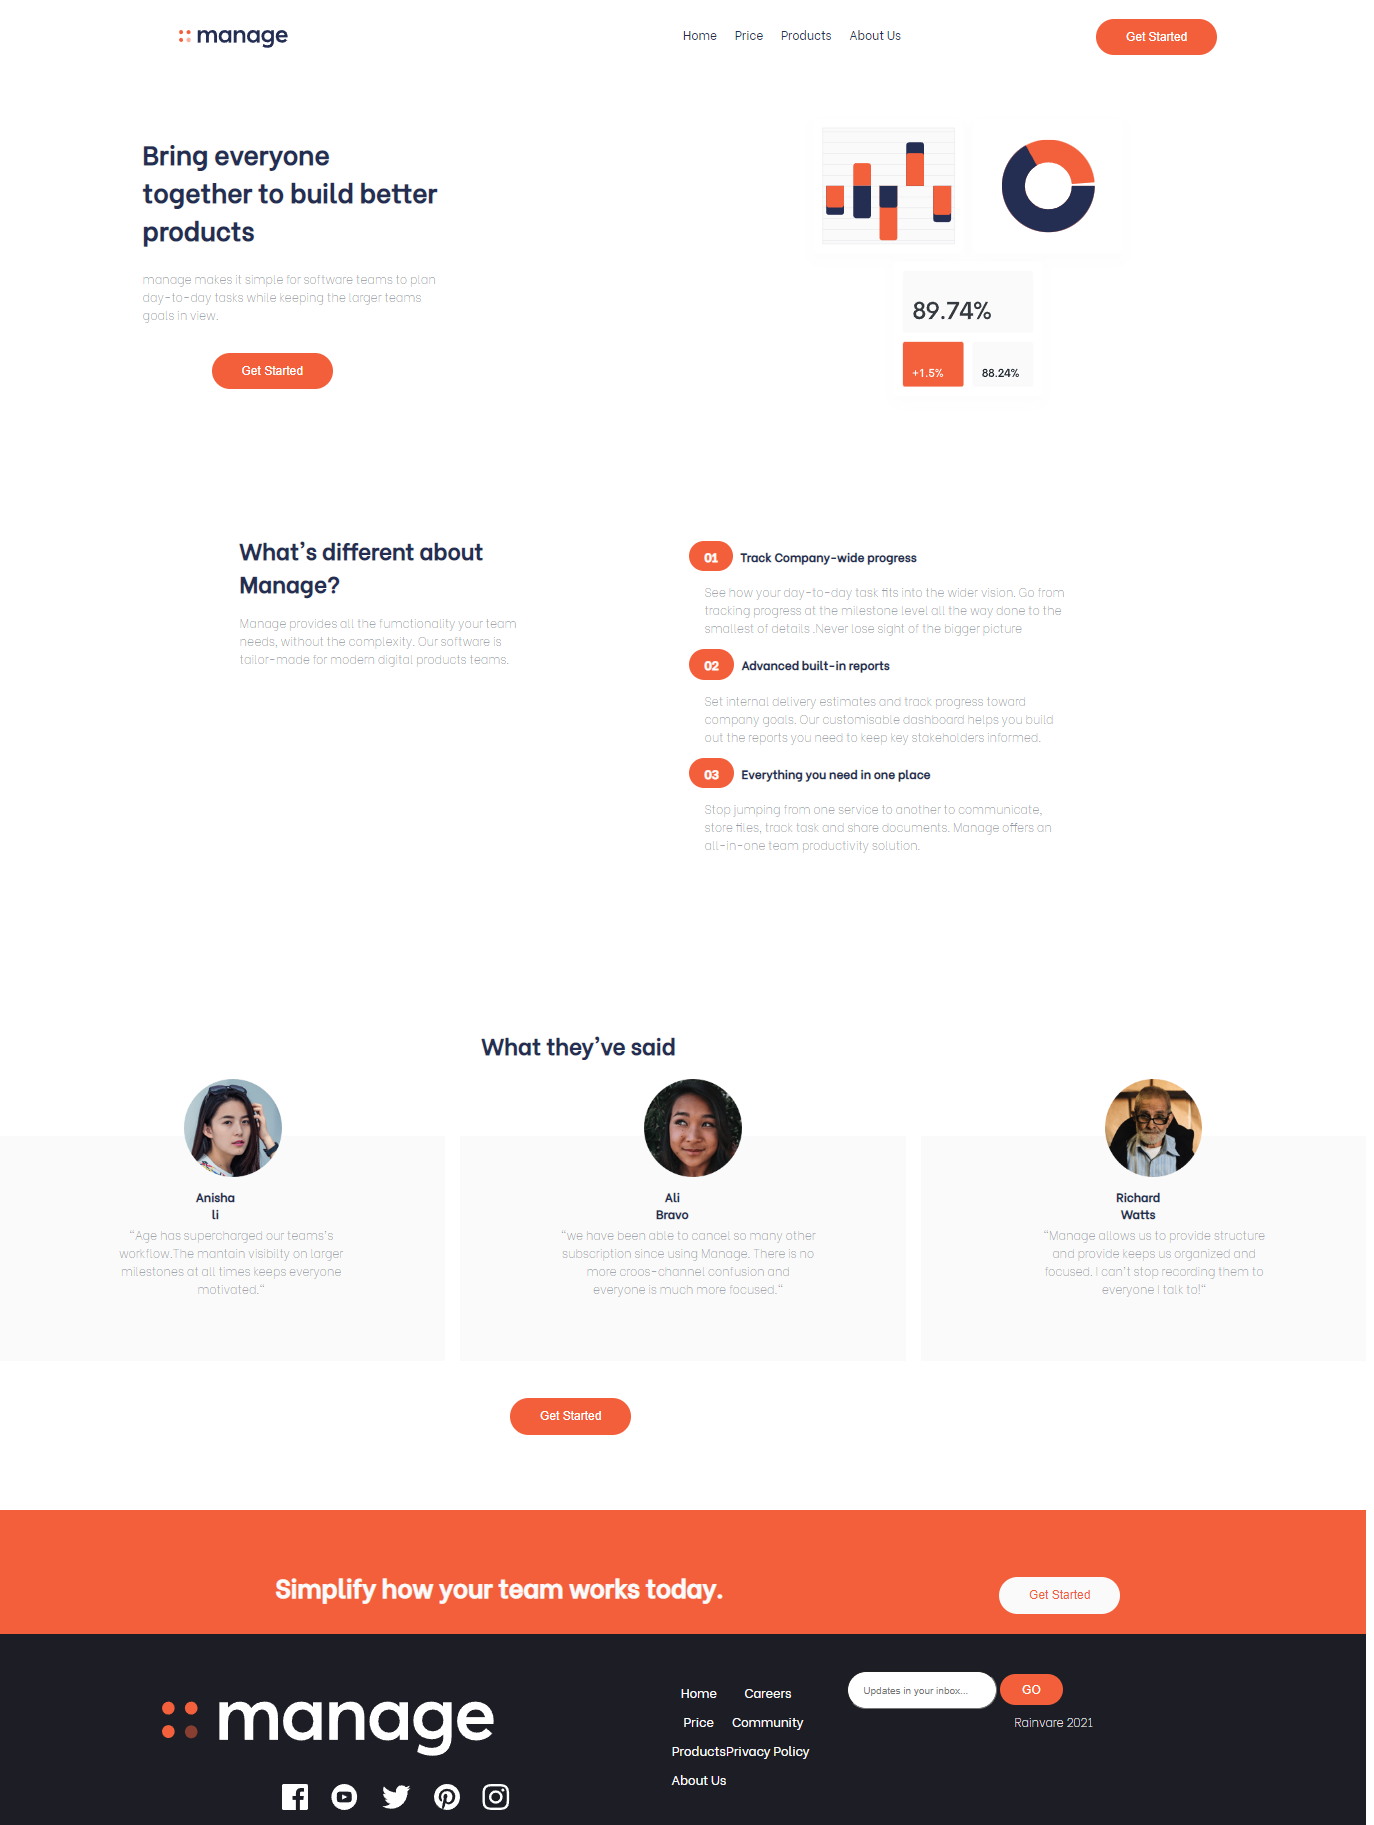 manage
Home Price Products About Us
Get Started
Bring everyone
together to build better
products
manage makes it simple for software teams to plan
day-to-day tasks while keeping the larger teams
goals in view.
Get Started
89.74%
+1.5%
88.24%
What's different about
Manage?
Manage provides all the fumctionality your team
needs, without the complexity. Our software is
tailor-made for modern digital products teams.
01 Track Company-wide progress
See how your day-to-day task fits into the wider vision. Go from
tracking progress at the milestone level all the way done to the
smallest of details .Never lose sight of the bigger picture
02 Advanced built-in reports
Set internal delivery estimates and track progress toward
company goals. Our customisable dashboard helps you build
out the reports you need to keep key stakeholders informed.
03 Everything you need in one place
Stop jumping from one service to another to communicate,
store files, track task and share documents. Manage offers an
all-in-one team productivity solution.
What they've said
Anisha
li
"Age has supercharged our teams's
workflow.The mantain visibilty on larger
milestones at all times keeps everyone
motivated."
Ali
Bravo
"we have been able to cancel so many other
subscription since using Manage. There is no
more croos-channel confusion and
everyone is much more focused."
Richard
Watts
"Manage allows us to provide structure
and provide keeps us organized and
focused. I can't stop recording them to
everyone I talk to!"
Get Started
Simplify how your team works today.
Get Started
manage
Home
Price
Products
About Us
Careers
Community
Privacy Policy
Updates in your inbox...
GO
Rainvare 2021